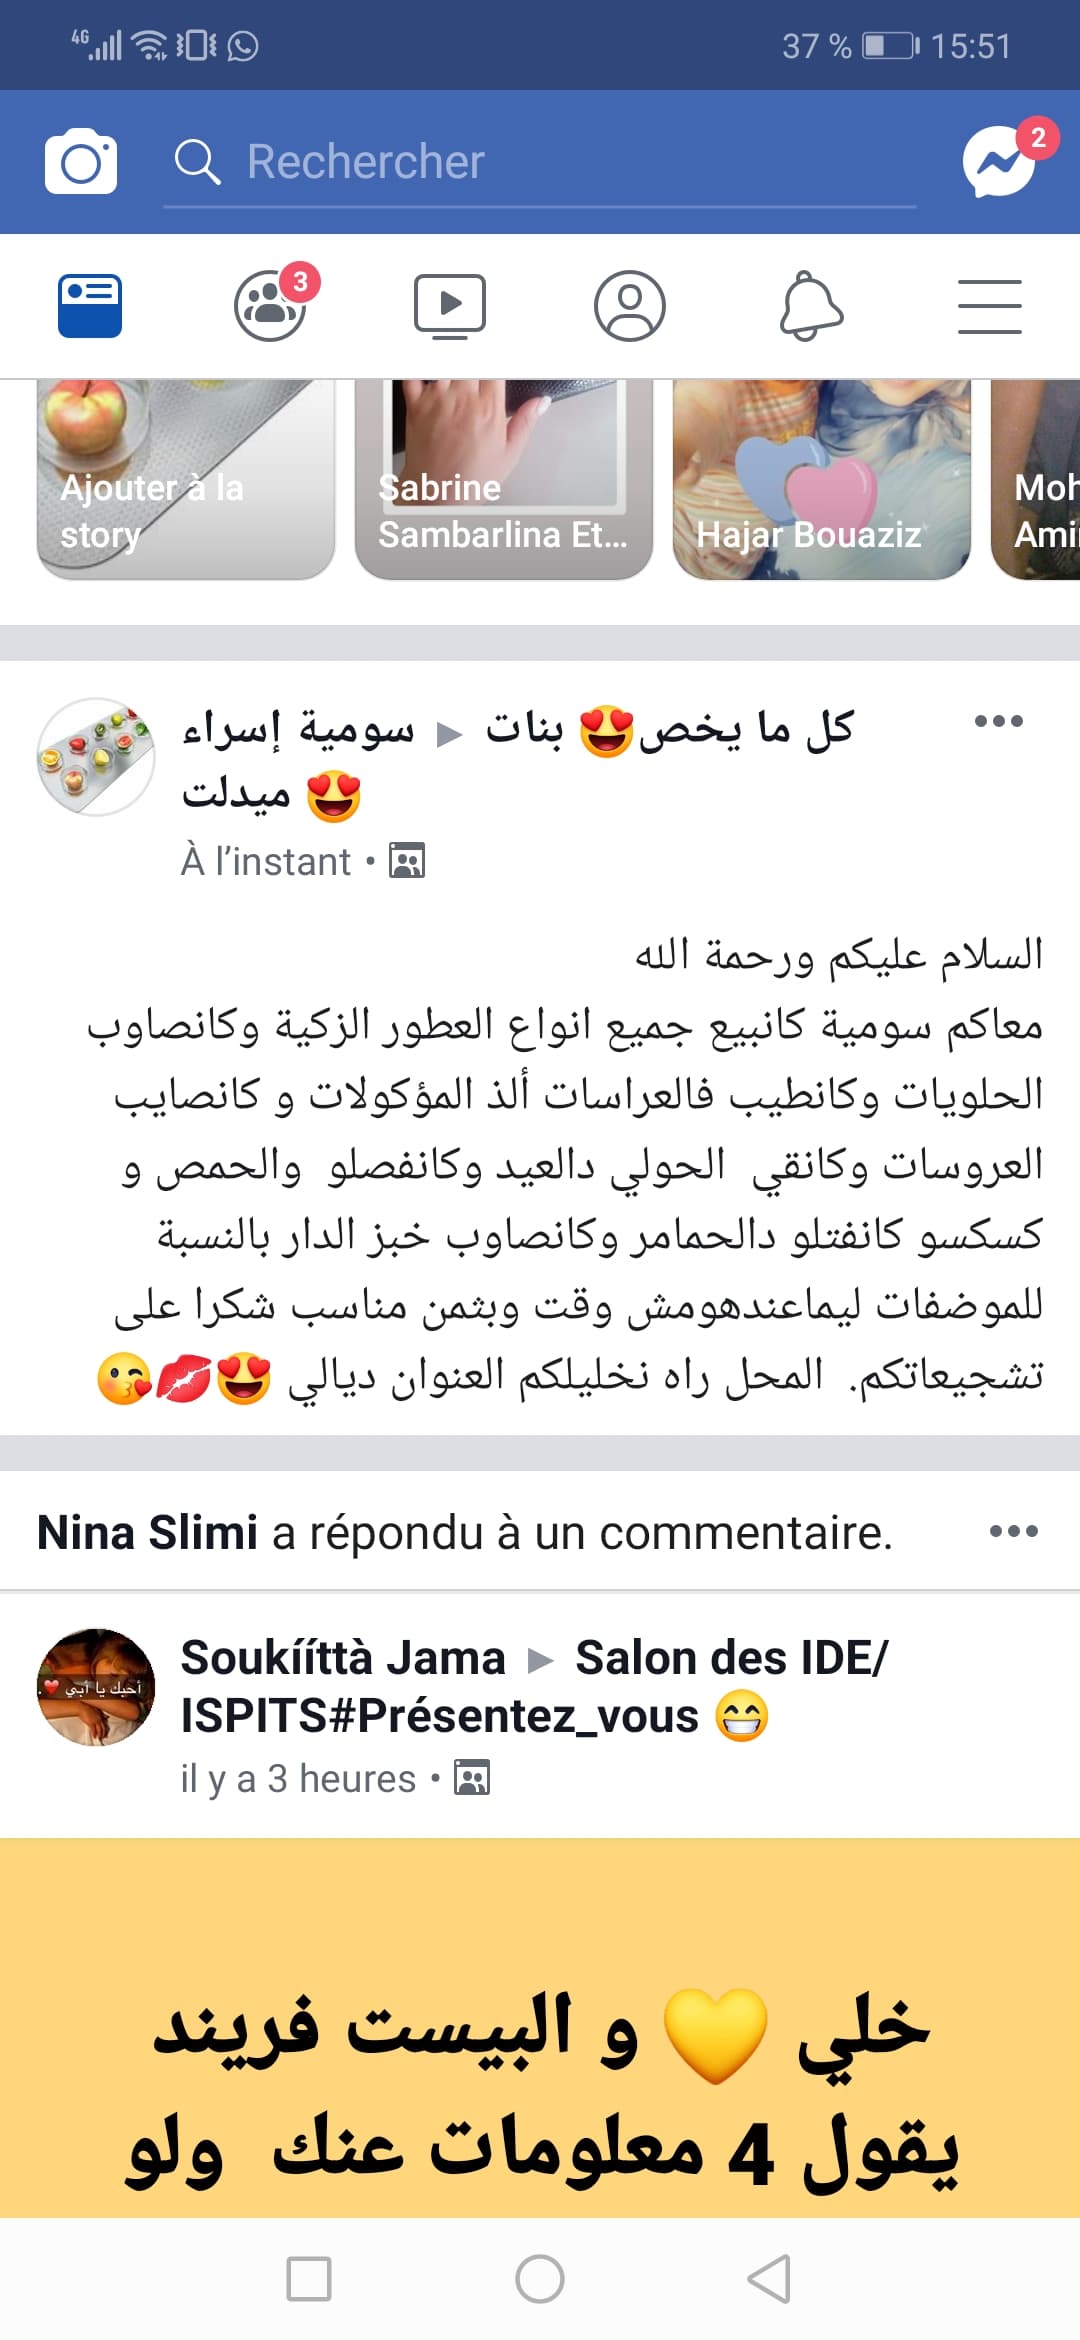 4G
37 % 15:51
Rechercher
2
3
Ajouter à la
story
Sabrine
Sambarlina Et...
Hajar Bouaziz
Moh
Ami
سومية إسراء ▶ بنات 😍كل ما يخص
ميدلت 😍
À l’instant •
السلام عليكم ورحمة الله
معاكم سومية كانبيع جميع انواع العطور الزكية وكانصاوب
الحلويات وكانطيب فالعراسات ألذ المؤكولات و كانصايب
العروسات وكانقي الحولي دالعيد وكانفصلو والحمص و
كسكسو كانفتلو دالحمامر وكانصاوب خبز الدار بالنسبة
للموضفات ليماعندهومش وقت وبثمن مناسب شكرا على
تشجيعاتكم. المحل راه نخليلكم العنوان ديالي 😍💋😘
Nina Slimi a répondu à un commentaire.
أحبك يا أبي ❤.
Soukííttà Jama ▶ Salon des IDE/
ISPITS#Présentez_vous 😁
il y a 3 heures •
خلي 💛 و البيست فريند
يقول 4 معلومات عنك ولو